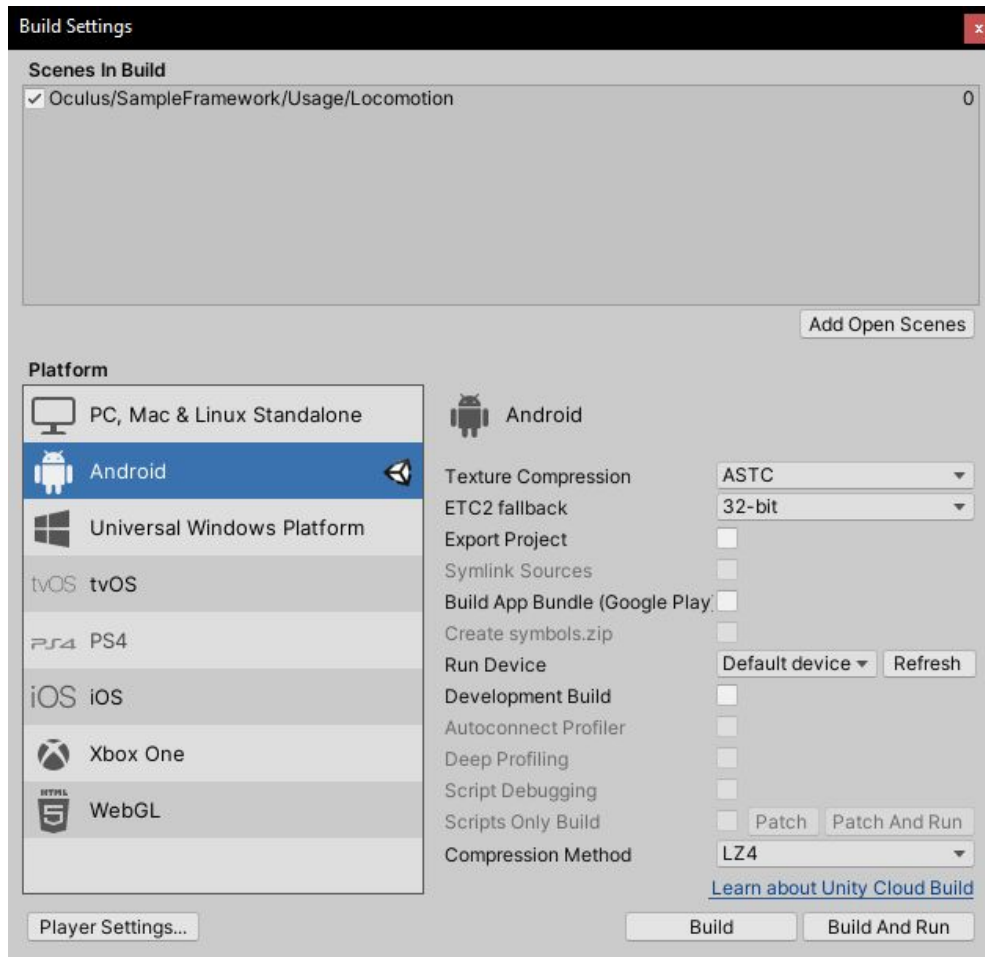 Build Settings
x
Scenes In Build
Oculus/SampleFramework/Usage/Locomotion 0
Add Open Scenes
Platform
PC, Mac & Linux Standalone
Android
Universal Windows Platform
tvOS tvOS
PS4 PS4
iOS iOS
Xbox One
HTML
5
WebGL
Android
Texture Compression ASTC
ETC2 fallback 32-bit
Export Project
Symlink Sources
Build App Bundle (Google Play)
Create symbols.zip
Run Device Default device Refresh
Development Build
Autoconnect Profiler
Deep Profiling
Script Debugging
Scripts Only Build Patch Patch And Run
Compression Method LZ4
Learn about Unity Cloud Build
Player Settings... Build Build And Run